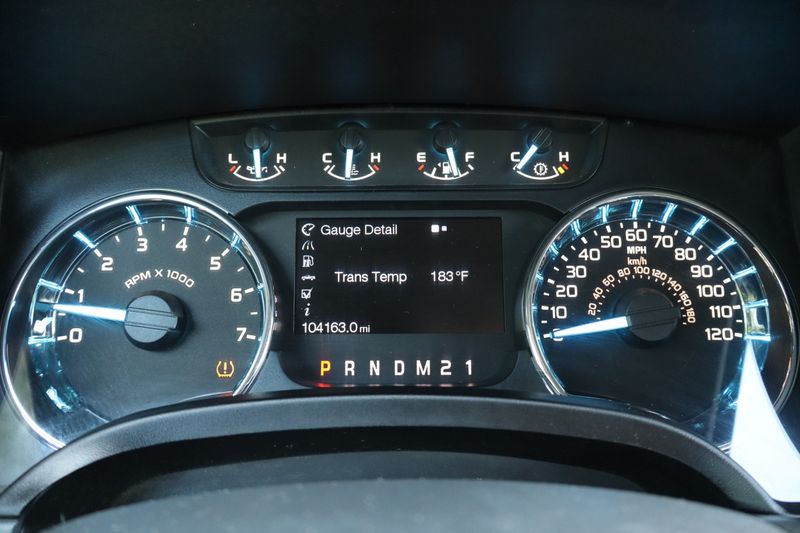 L H C H E F C H
Gauge Detail
Trans Temp 183°F
104163.0 mi
P R N D M 2 1
0 1 2 3 4 5 6 7
RPM X 1000
0 10 20 30 40 50 60 70 80 90 100 110 120
MPH
km/h
20 40 60 80 100 120 140 160 180